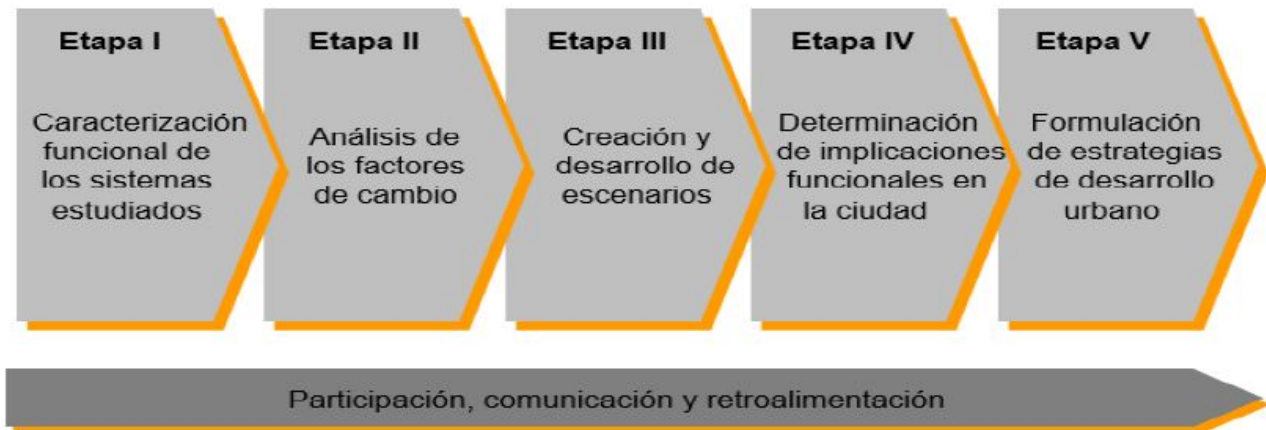 Etapa I
Caracterización
funcional de
los sistemas
estudiados
Etapa II
Análisis de
los factores
de cambio
Etapa III
Creación y
desarrollo de
escenarios
Etapa IV
Determinación
de implicaciones
funcionales en
la ciudad
Etapa V
Formulación
de estrategias
de desarrollo
urbano
Participación, comunicación y retroalimentación